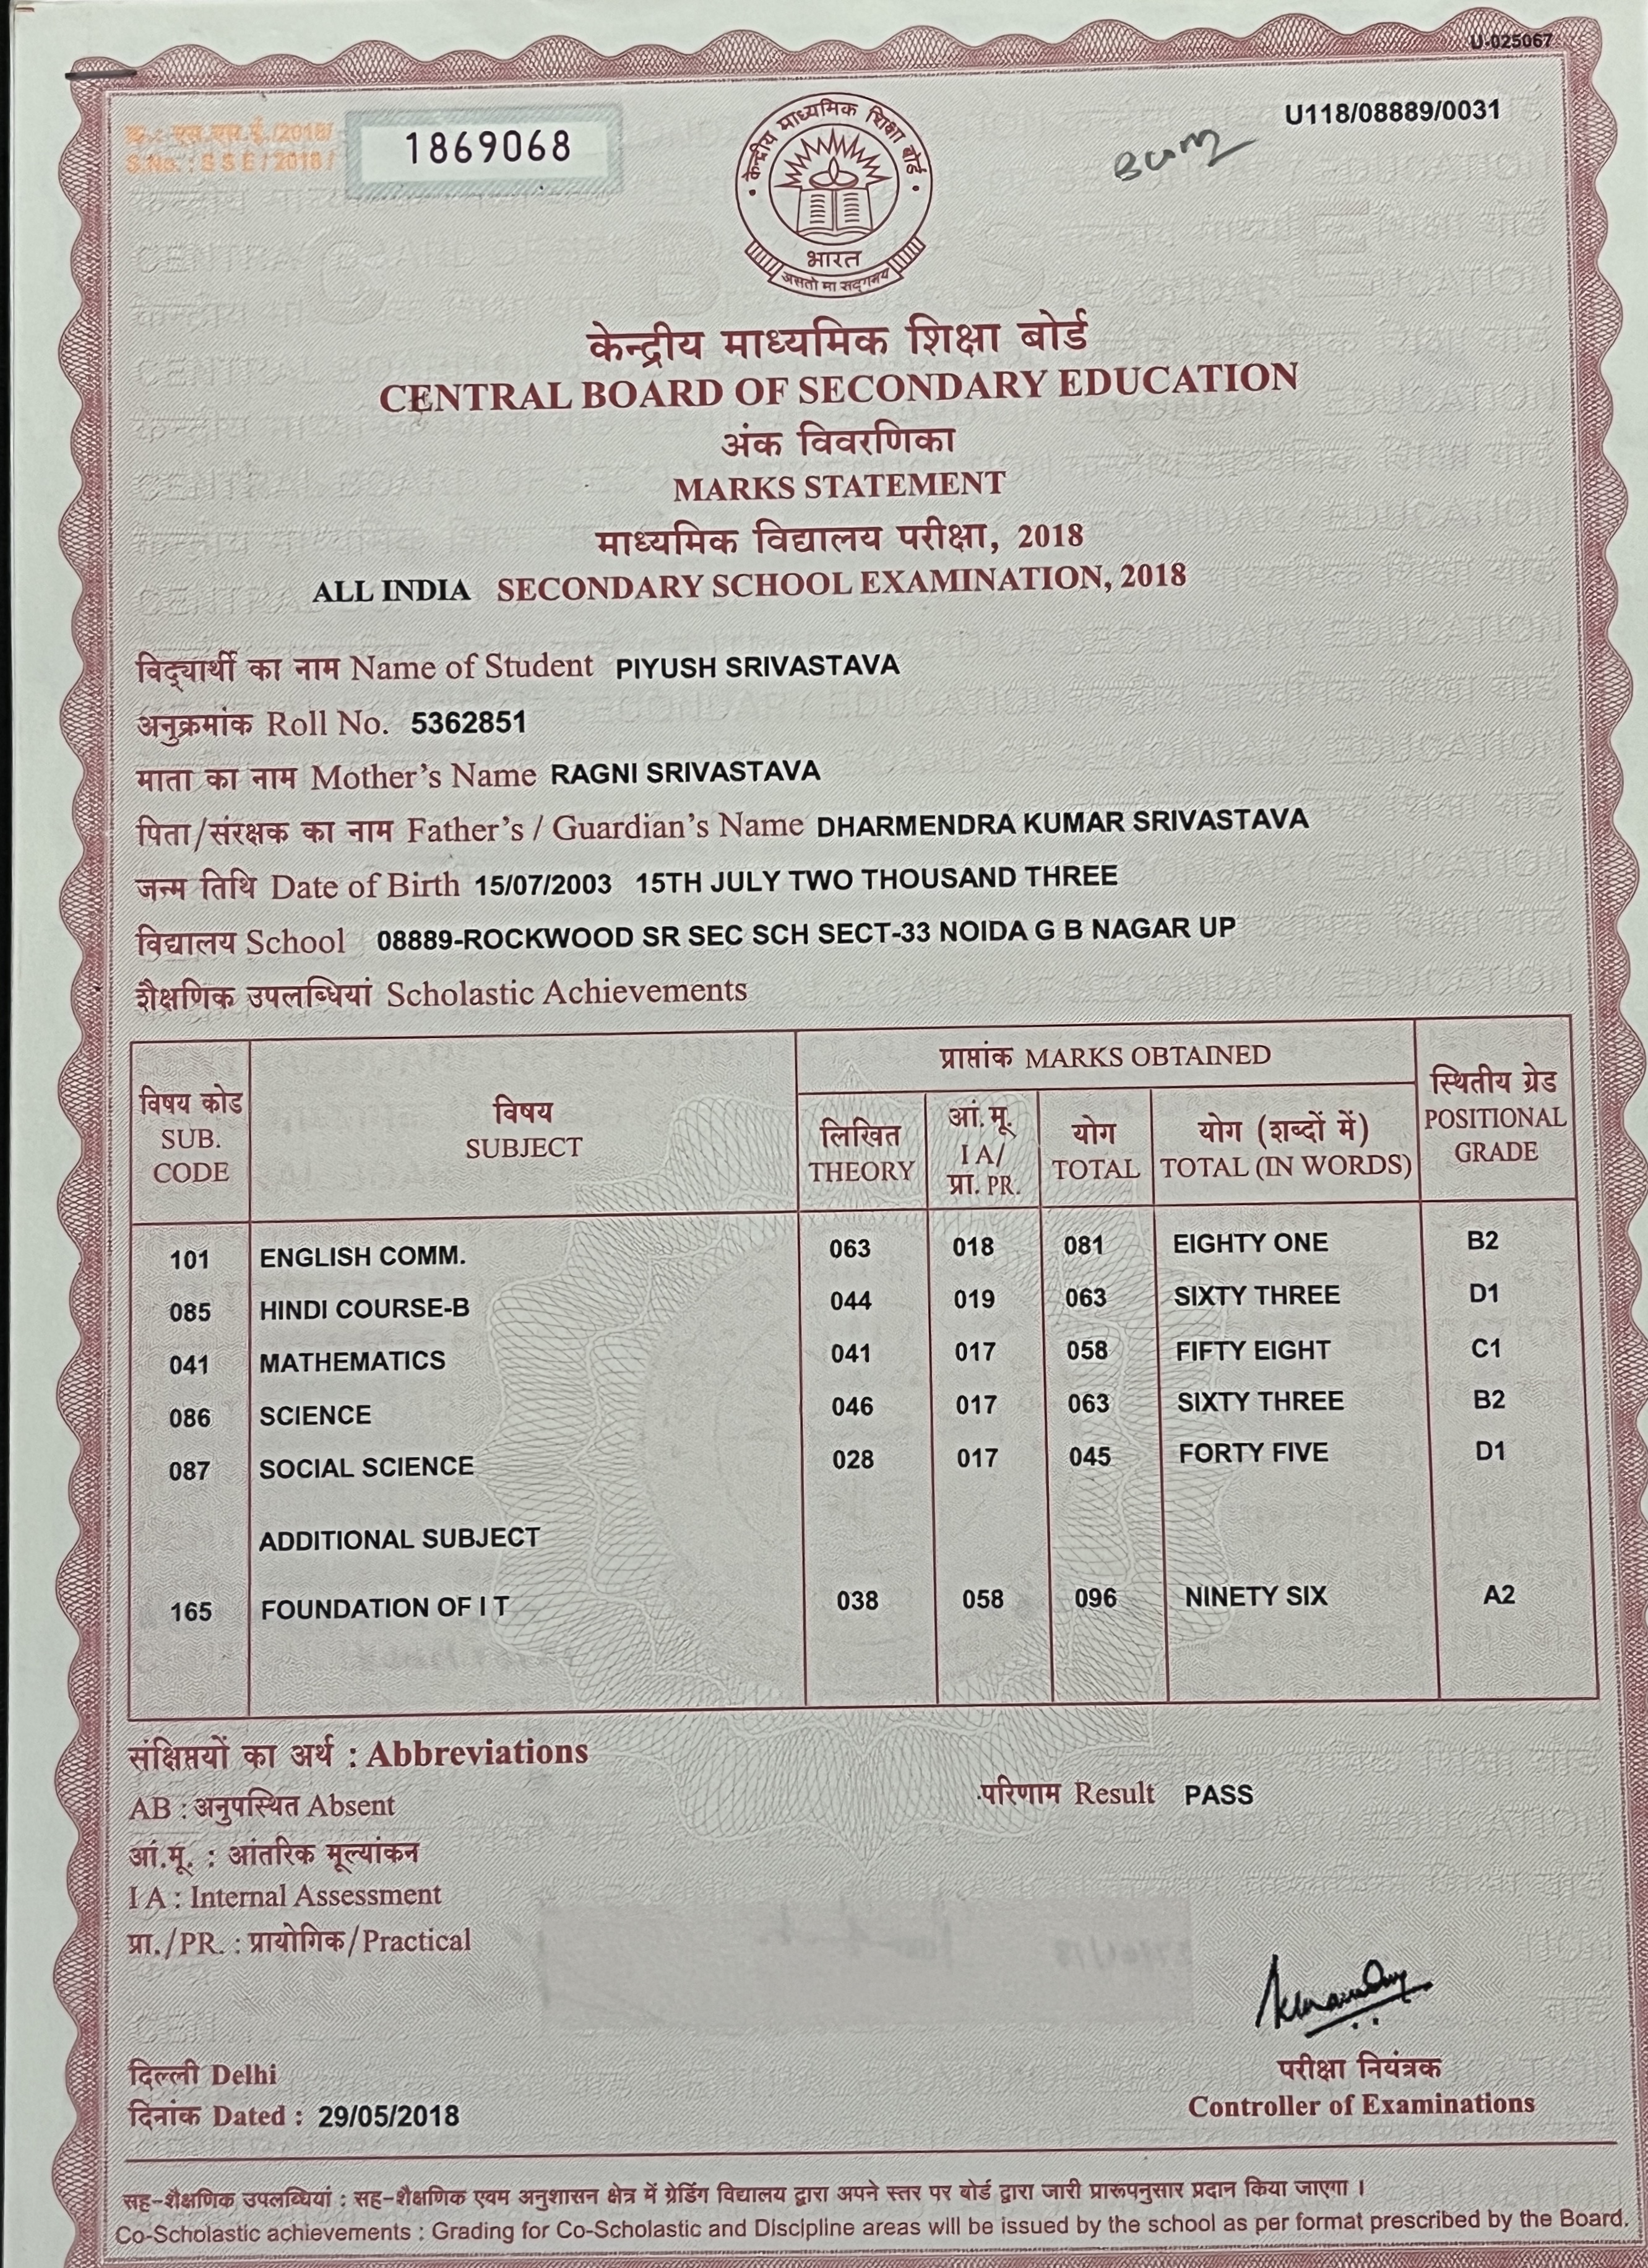 U-025067
क्र.: एस.एस.ई./2018/
S.No.: S S E / 2018 /
1869068
U118/08889/0031
केन्द्रीय माध्यमिक शिक्षा बोर्ड
भारत
असतो मा सद्गमय
केन्द्रीय माध्यमिक शिक्षा बोर्ड
CENTRAL BOARD OF SECONDARY EDUCATION
अंक विवरणिका
MARKS STATEMENT
माध्यमिक विद्यालय परीक्षा, 2018
ALL INDIA SECONDARY SCHOOL EXAMINATION, 2018
विद्यार्थी का नाम Name of Student PIYUSH SRIVASTAVA
अनुक्रमांक Roll No. 5362851
माता का नाम Mother's Name RAGNI SRIVASTAVA
पिता/संरक्षक का नाम Father's / Guardian's Name DHARMENDRA KUMAR SRIVASTAVA
जन्म तिथि Date of Birth 15/07/2003 15TH JULY TWO THOUSAND THREE
विद्यालय School 08889-ROCKWOOD SR SEC SCH SECT-33 NOIDA G B NAGAR UP
शैक्षणिक उपलब्धियां Scholastic Achievements
विषय कोड
SUB.
CODE
विषय
SUBJECT
प्राप्तांक MARKS OBTAINED
लिखित
THEORY
आं.मू.
I A/
प्रा. PR.
योग
TOTAL
योग (शब्दों में)
TOTAL (IN WORDS)
स्थितीय ग्रेड
POSITIONAL
GRADE
101 ENGLISH COMM. 063 018 081 EIGHTY ONE B2
085 HINDI COURSE-B 044 019 063 SIXTY THREE D1
041 MATHEMATICS 041 017 058 FIFTY EIGHT C1
086 SCIENCE 046 017 063 SIXTY THREE B2
087 SOCIAL SCIENCE 028 017 045 FORTY FIVE D1
ADDITIONAL SUBJECT
165 FOUNDATION OF I T 038 058 096 NINETY SIX A2
संक्षिप्तयों का अर्थ : Abbreviations
AB : अनुपस्थित Absent
परिणाम Result PASS
आं.मू. : आंतरिक मूल्यांकन
I A : Internal Assessment
प्रा./PR. : प्रायोगिक/Practical
दिल्ली Delhi
दिनांक Dated : 29/05/2018
परीक्षा नियंत्रक
Controller of Examinations
सह-शैक्षणिक उपलब्धियां : सह-शैक्षणिक एवम अनुशासन क्षेत्र में ग्रेडिंग विद्यालय द्वारा अपने स्तर पर बोर्ड द्वारा जारी प्रारूपनुसार प्रदान किया जाएगा ।
Co-Scholastic achievements : Grading for Co-Scholastic and Discipline areas will be issued by the school as per format prescribed by the Board.